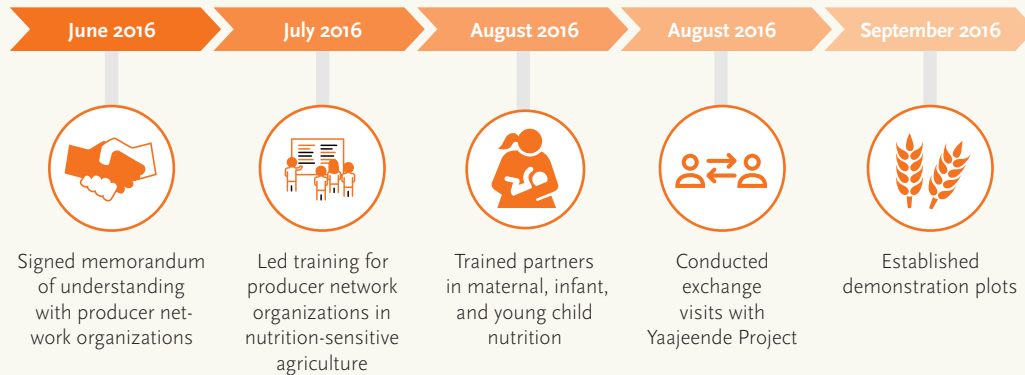 June 2016
July 2016
August 2016
August 2016
September 2016
Signed memorandum
of understanding
with producer net-
work organizations
Led training for
producer network
organizations in
nutrition-sensitive
agriculture
Trained partners
in maternal, infant,
and young child
nutrition
Conducted
exchange
visits with
Yaajeende Project
Established
demonstration plots